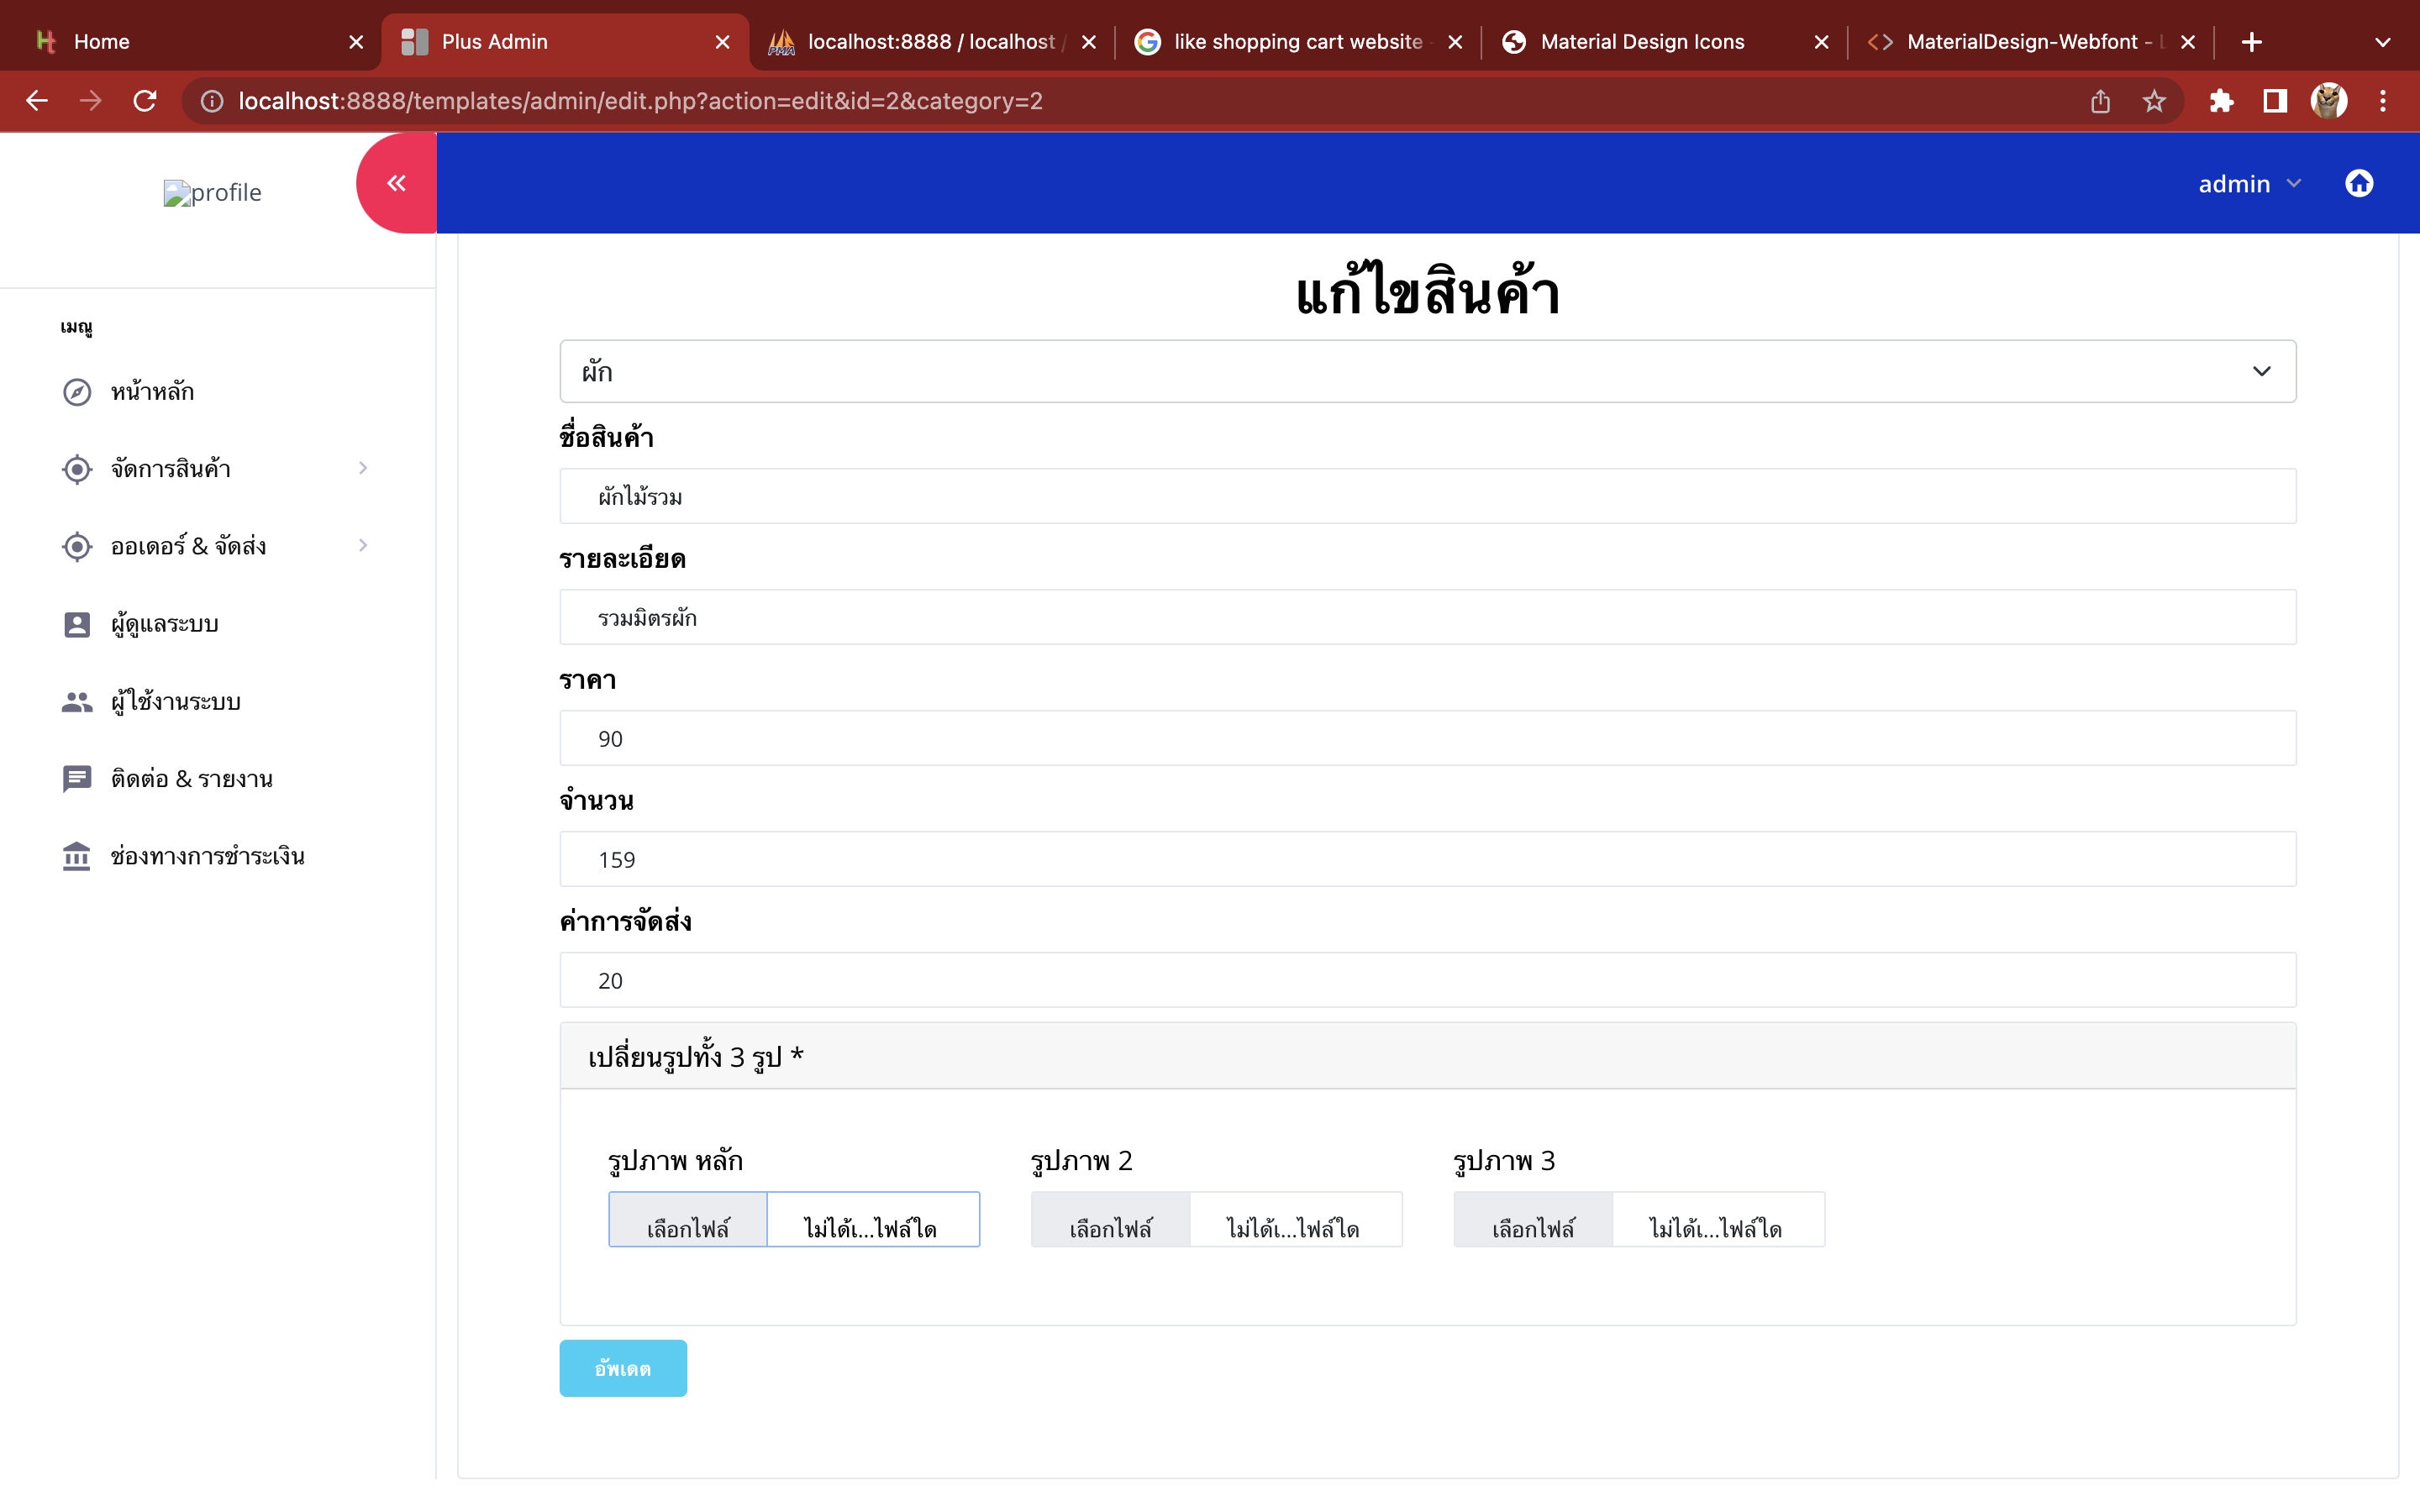 Home
Plus Admin
localhost:8888 / localhost /
like shopping cart website -
Material Design Icons
MaterialDesign-Webfont - L
localhost:8888/templates/admin/edit.php?action=edit&id=2&category=2
profile
admin
เมณู
หน้าหลัก
จัดการสินค้า
ออเดอร์ & จัดส่ง
ผู้ดูแลระบบ
ผู้ใช้งานระบบ
ติดต่อ & รายงาน
ช่องทางการชำระเงิน
แก้ไขสินค้า
ผัก
ชื่อสินค้า
ผักไม้รวม
รายละเอียด
รวมมิตรผัก
ราคา
90
จำนวน
159
ค่าการจัดส่ง
20
เปลี่ยนรูปทั้ง 3 รูป *
รูปภาพ หลัก
เลือกไฟล์ ไม่ได้เ...ไฟล์ใด
รูปภาพ 2
เลือกไฟล์ ไม่ได้เ...ไฟล์ใด
รูปภาพ 3
เลือกไฟล์ ไม่ได้เ...ไฟล์ใด
อัพเดต